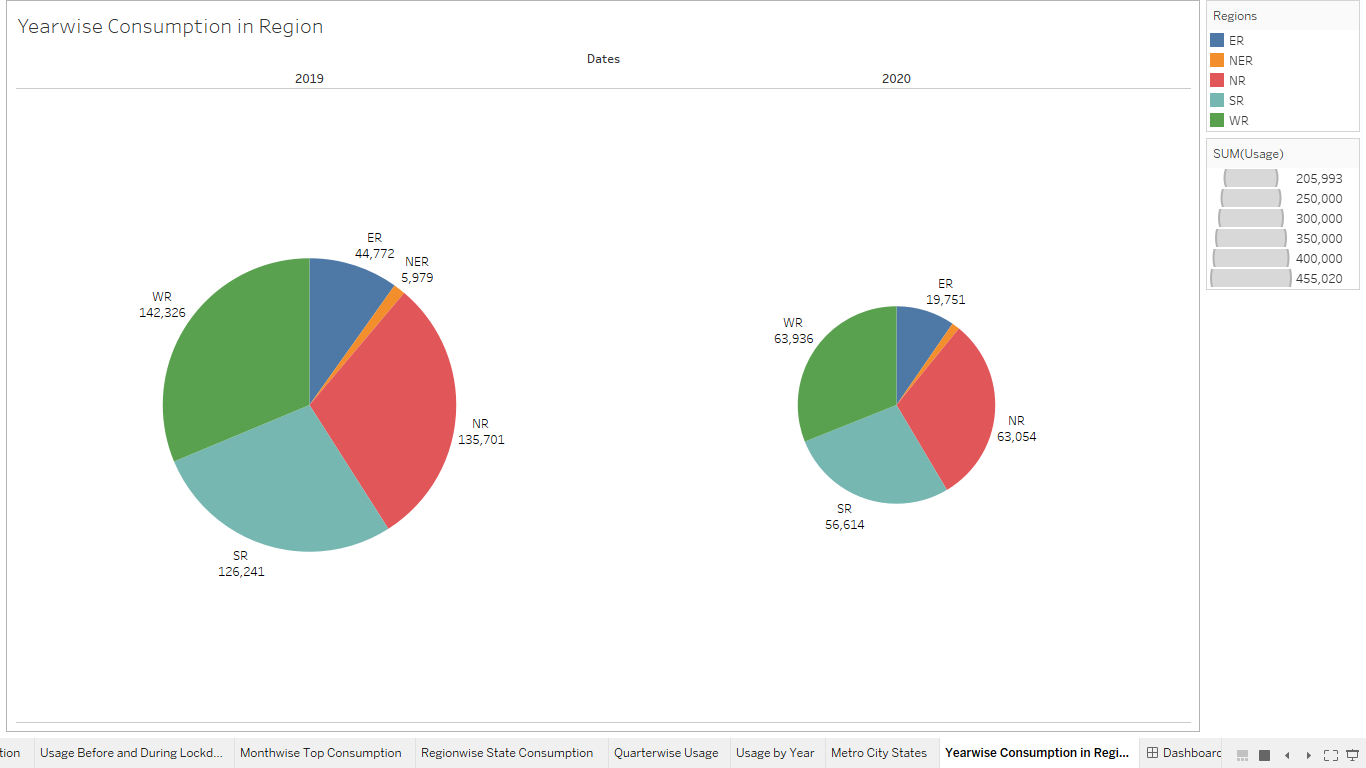 Yearwise Consumption in Region
Dates
2019
2020
ER
44,772
NER
5,979
WR
142,326
NR
135,701
SR
126,241
ER
19,751
WR
63,936
NR
63,054
SR
56,614
Regions
ER
NER
NR
SR
WR
SUM(Usage)
205,993
250,000
300,000
350,000
400,000
455,020
tion
Usage Before and During Lockd...
Monthwise Top Consumption
Regionwise State Consumption
Quarterwise Usage
Usage by Year
Metro City States
Yearwise Consumption in Regi...
Dashboard